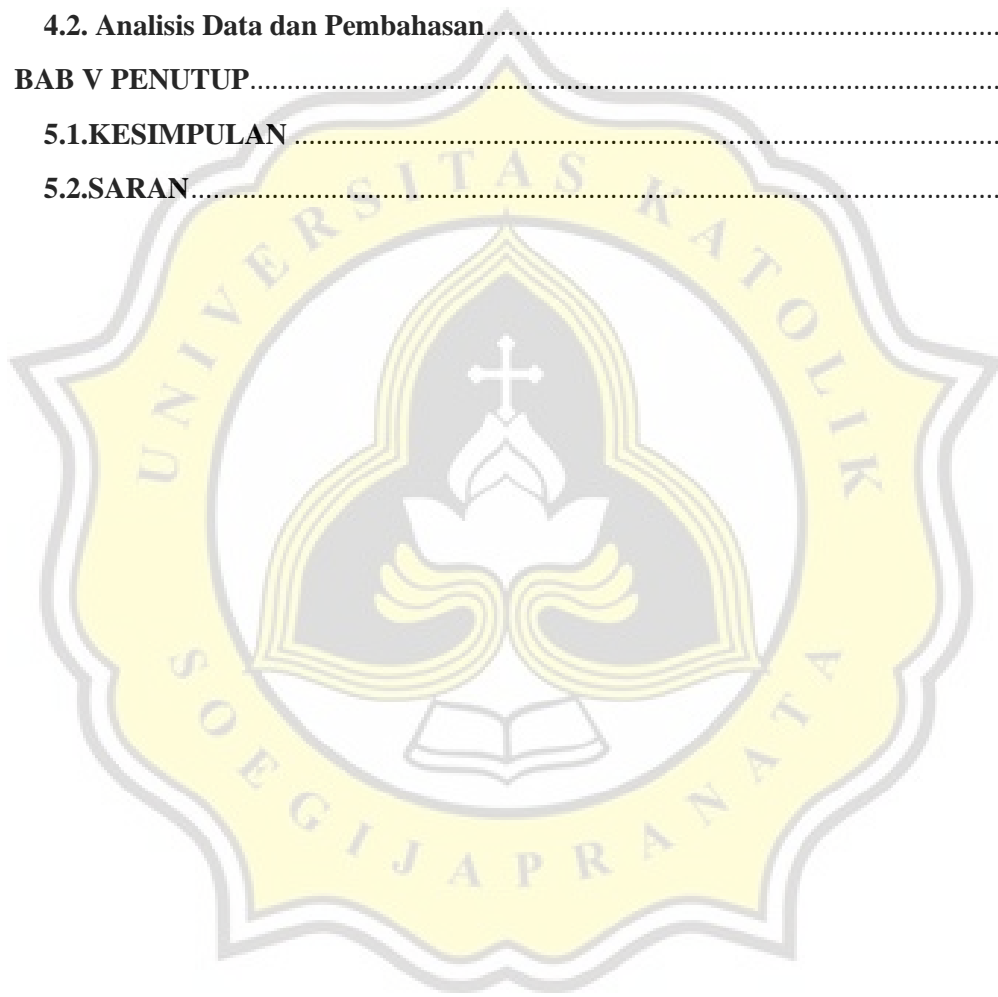 4.2. Analisis Data dan Pembahasan........................................................................
BAB V PENUTUP........................................................................................................
5.1.KESIMPULAN ..................................................................................................
5.2.SARAN................................................................................................................
UNIVERSITAS KATOLIK
SOEGIJAPRANATA